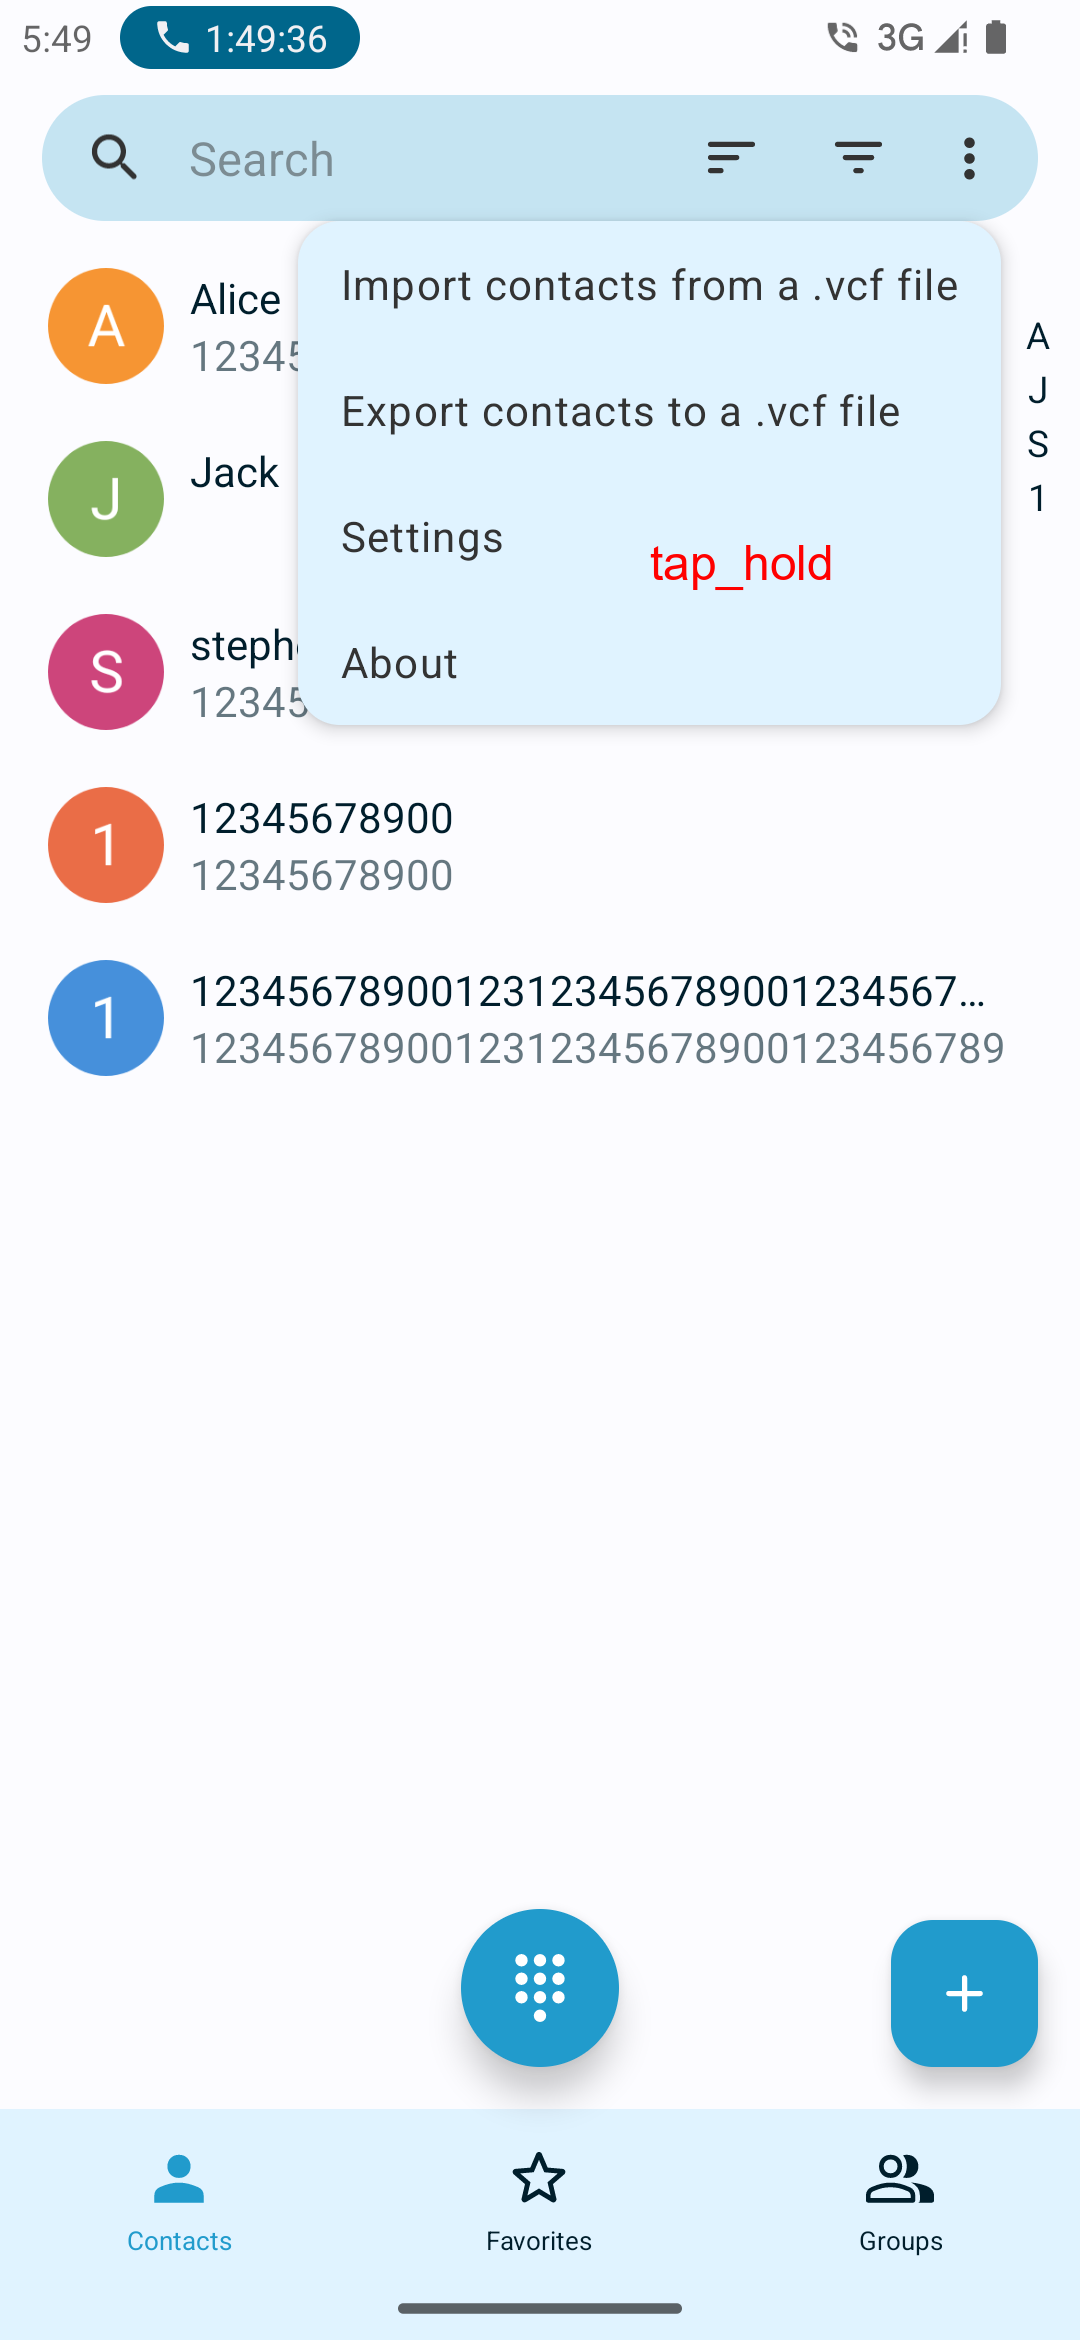 5:49
1:49:36
3G
Search
Import contacts from a .vcf file
Alice
12345
A
J
Export contacts to a .vcf file
S
Jack
J
1
Settings
tap_hold
S
steph
12345
About
1
12345678900
12345678900
1
12345678900123123456789001234567...
1234567890012312345678900123456789
Contacts
Favorites
Groups